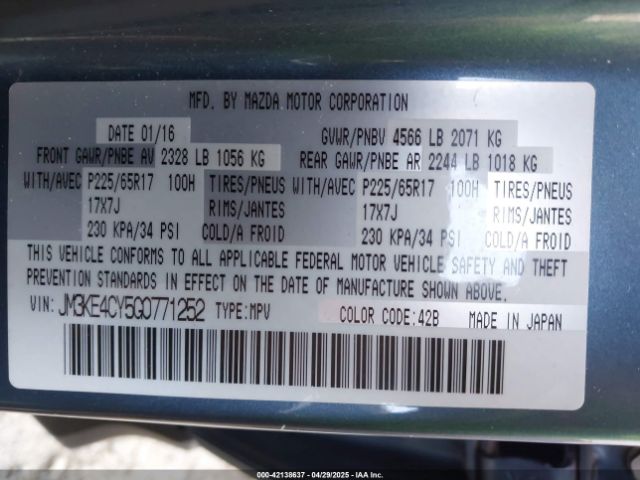 MFD. BY MAZDA MOTOR CORPORATION
DATE 01/16 GVWR/PNBV 4566 LB 2071 KG
FRONT GAWR/PNBE AV 2328 LB 1056 KG REAR GAWR/PNBE AR 2244 LB 1018 KG
WITH/AVEC P225/65R17 100H TIRES/PNEUS WITH/AVEC P225/65R17 100H TIRES/PNEUS
17X7J RIMS/JANTES 17X7J RIMS/JANTES
230 KPA/34 PSI COLD/A FROID 230 KPA/34 PSI COLD/A FROID
THIS VEHICLE CONFORMS TO ALL APPLICABLE FEDERAL MOTOR VEHICLE SAFETY AND THEFT
PREVENTION STANDARDS IN EFFECT ON THE DATE OF MANUFACTURE SHOWN ABOVE.
VIN: JM3KE4CY5G0771252 TYPE: MPV COLOR CODE: 42B MADE IN JAPAN
000-42138637 - 04/29/2025 - IAA Inc.